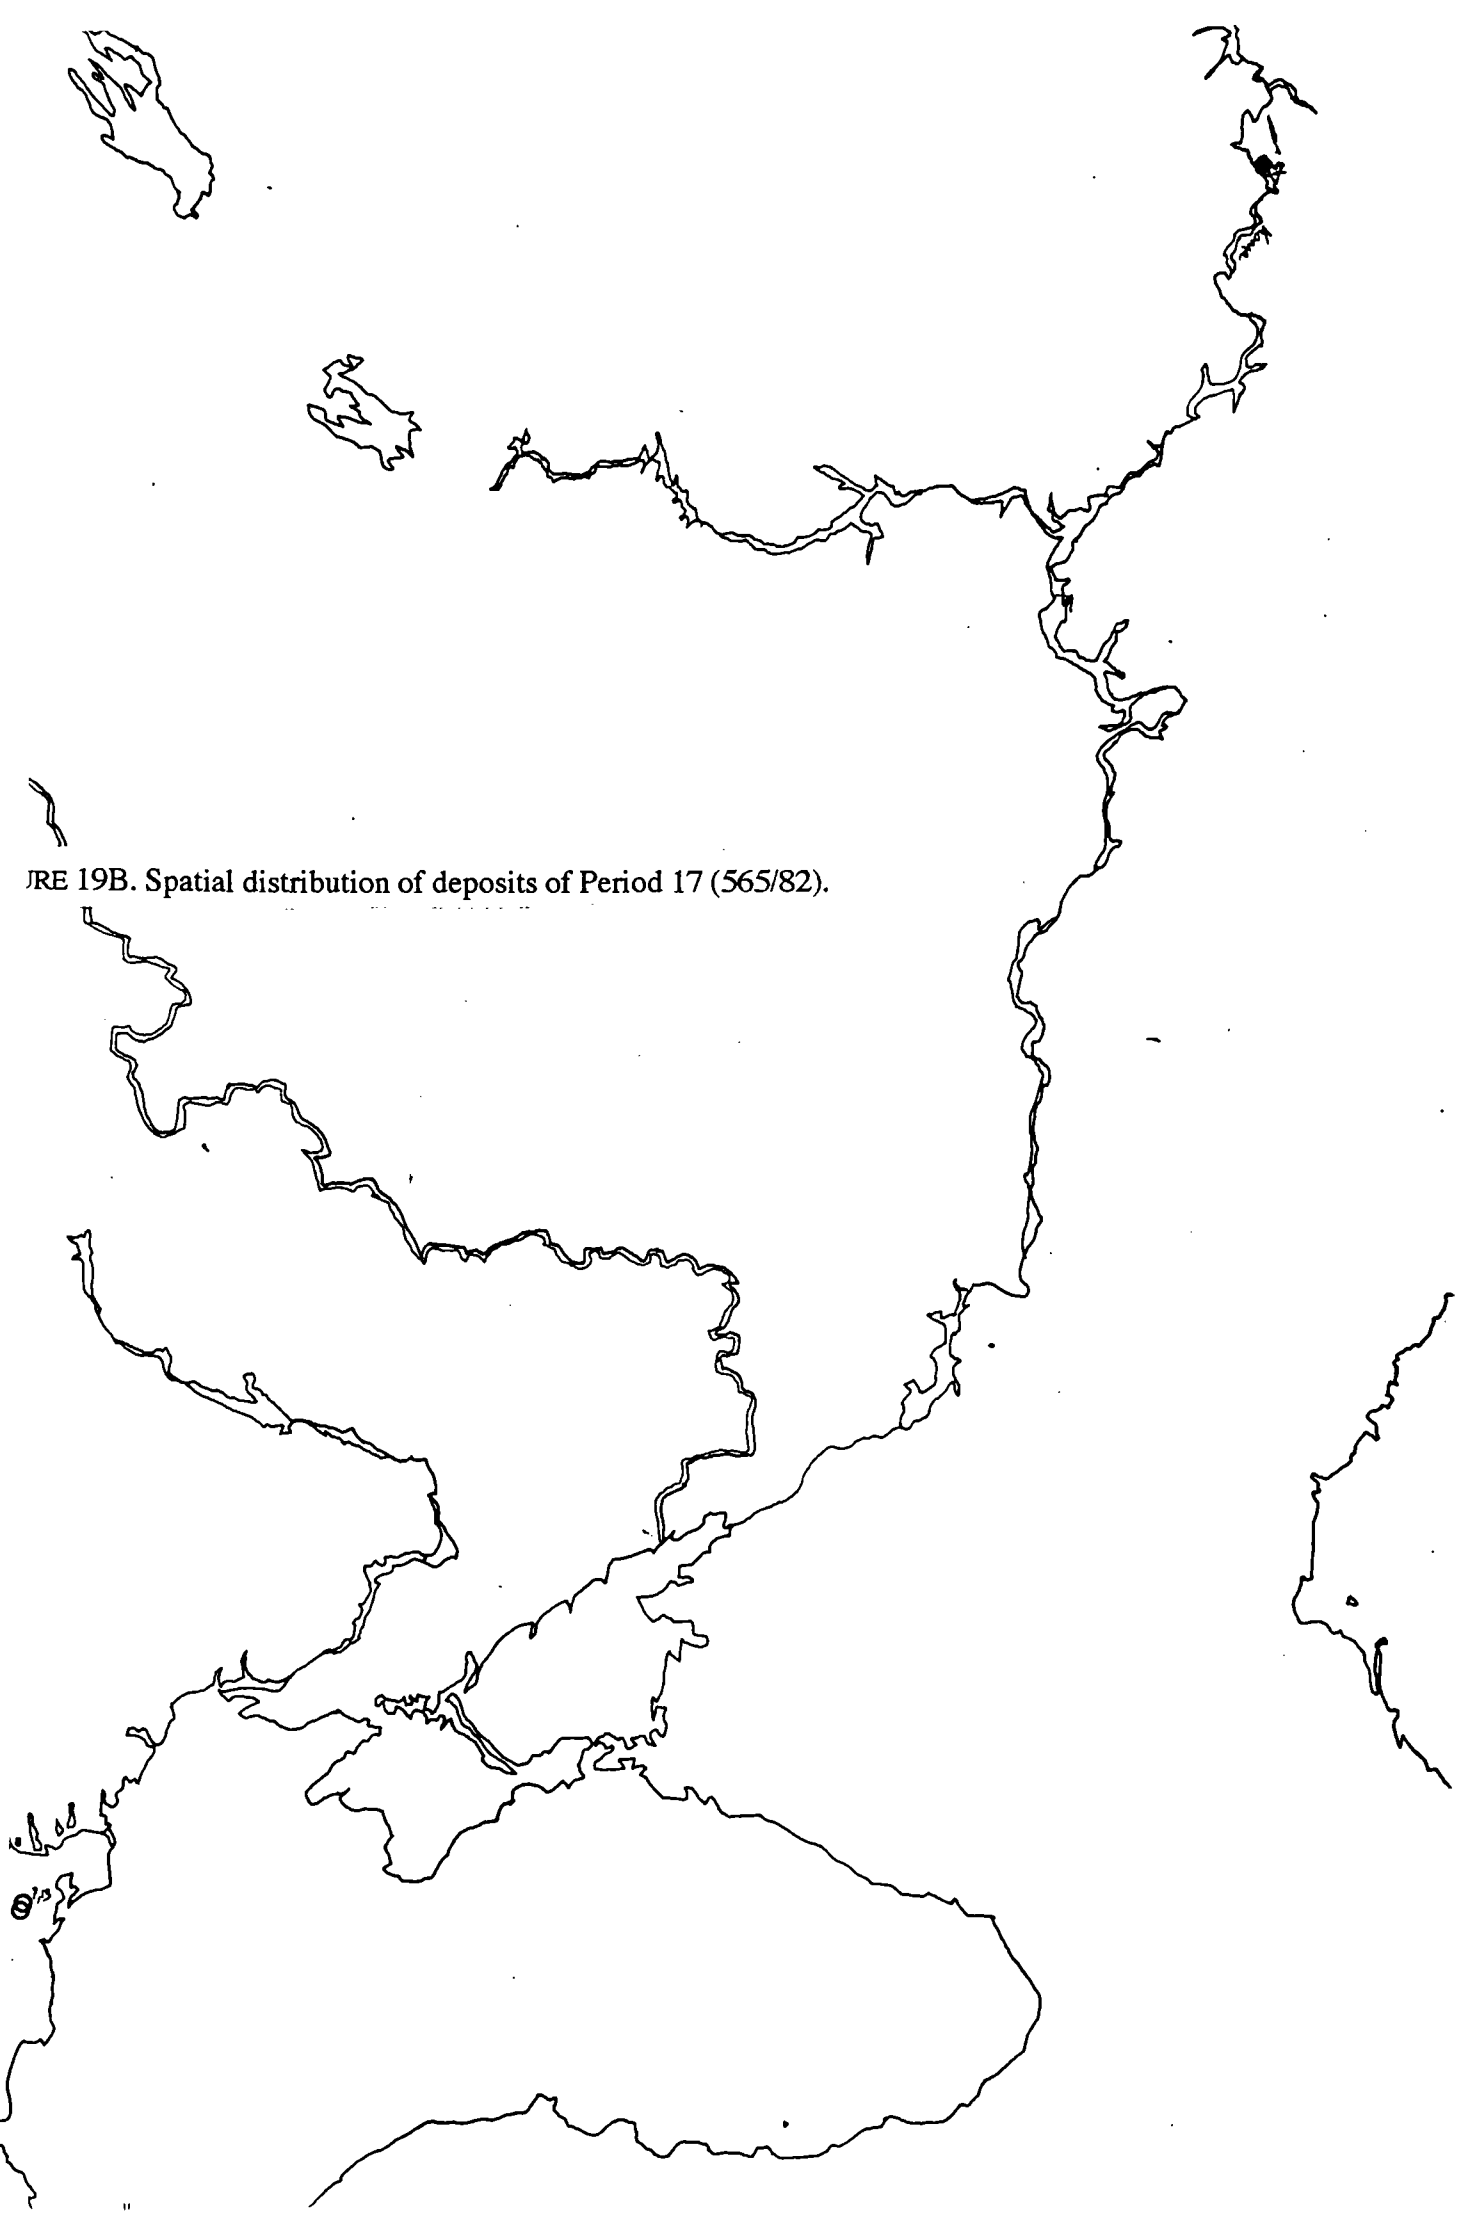 JRE 19B. Spatial distribution of deposits of Period 17 (565/82).